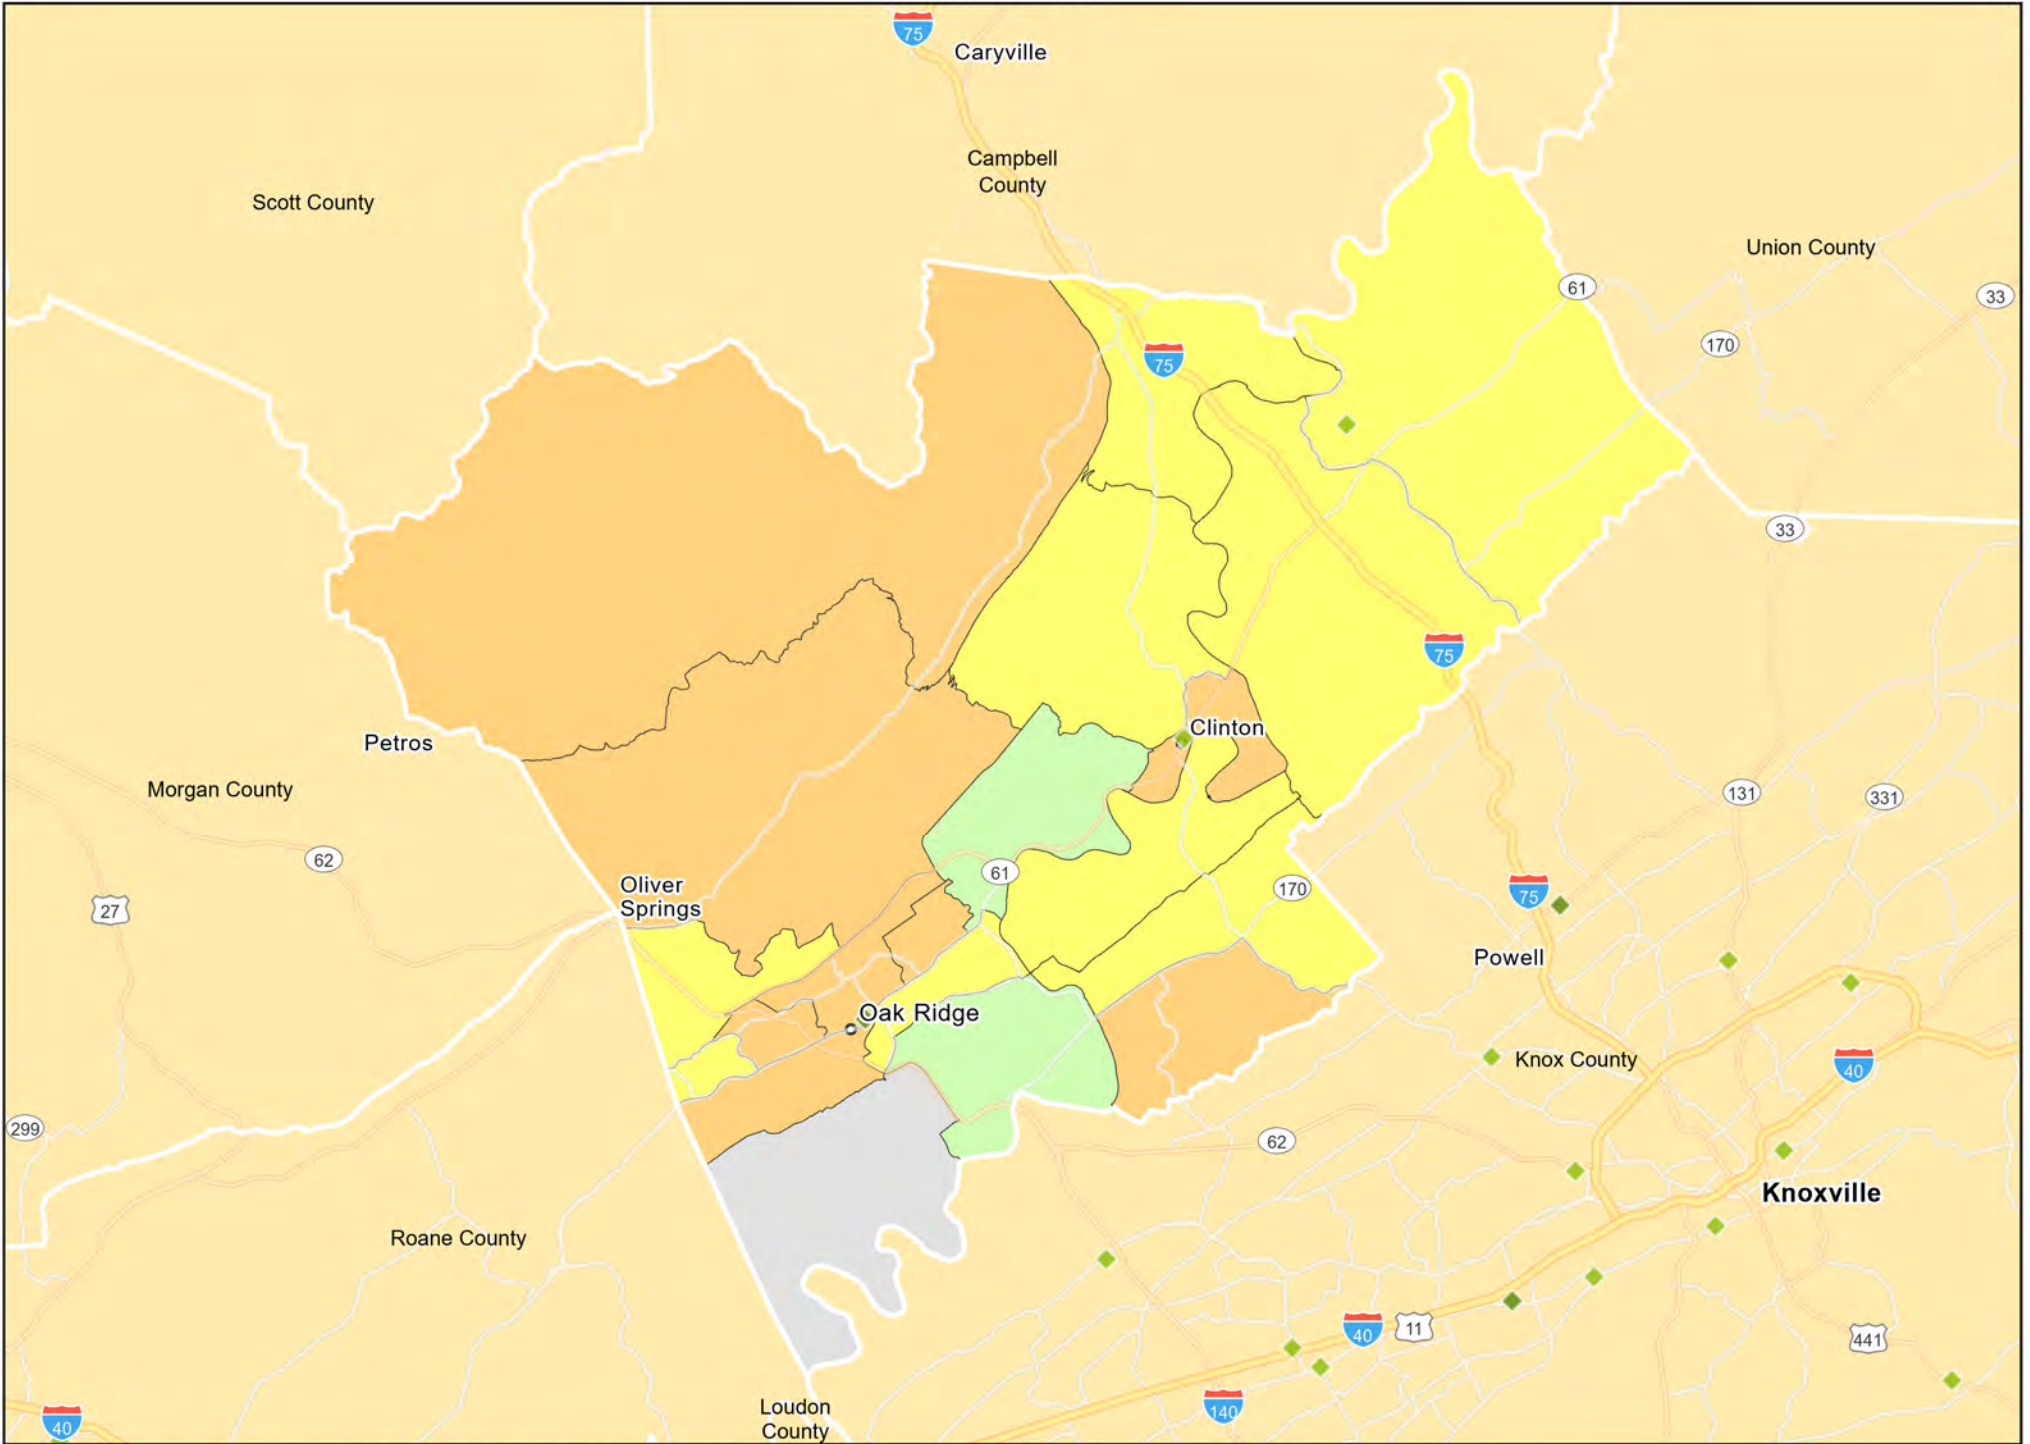 75
Caryville
Campbell
County
Scott County
Union County
61
33
170
75
33
75
Clinton
Petros
Morgan County
131
331
62
61
Oliver
Springs
170
75
27
Powell
Oak Ridge
Knox County
40
299
62
Knoxville
Roane County
40
11
441
140
Loudon
County
40